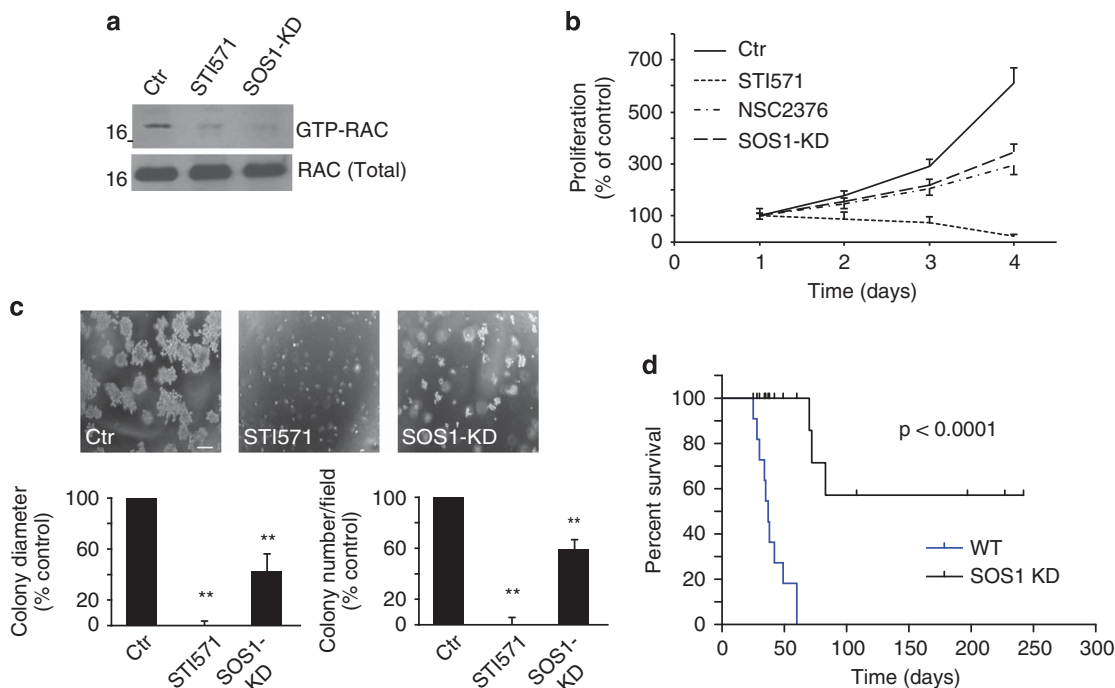 a
Ctr
STI571
SOS1-KD
16
GTP-RAC
16
RAC (Total)
b
Proliferation
(% of control)
700
500
300
100
0
0
1
2
3
4
Time (days)
Ctr
STI571
NSC2376
SOS1-KD
c
Ctr
STI571
SOS1-KD
Colony diameter
(% control)
100
60
20
0
**
**
Ctr
STI571
SOS1-
KD
Colony number/field
(% control)
100
60
20
0
**
**
Ctr
STI571
SOS1-
KD
d
Percent survival
100
80
60
40
20
0
0
50
100
150
200
250
300
Time (days)
p < 0.0001
WT
SOS1 KD